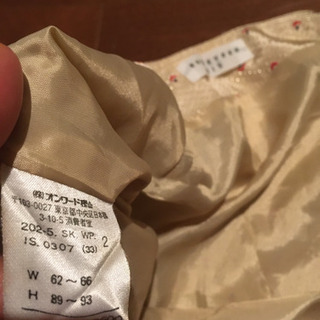 ㈱オンワード樫山
〒103-0027 東京都中央区日本橋
3-10-5 消費者室
202-5. SK. WP.
IS. 0307 (33) 2
W 62 ~ 66
H 89 ~ 93